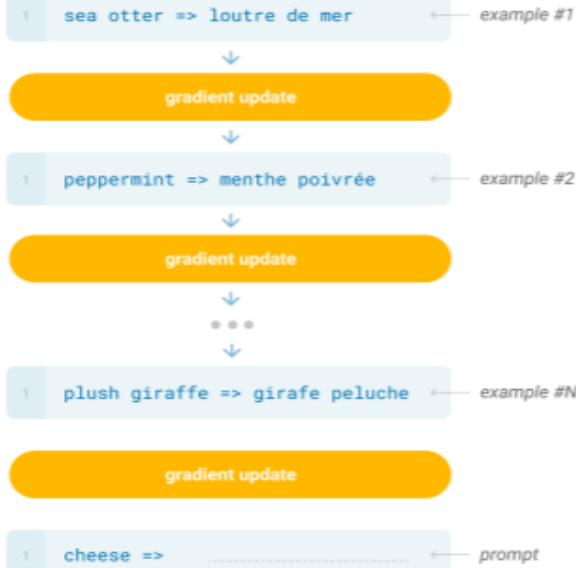 1 sea otter => loutre de mer example #1
gradient update
1 peppermint => menthe poivrée example #2
gradient update
1 plush giraffe => girafe peluche example #N
gradient update
1 cheese => prompt